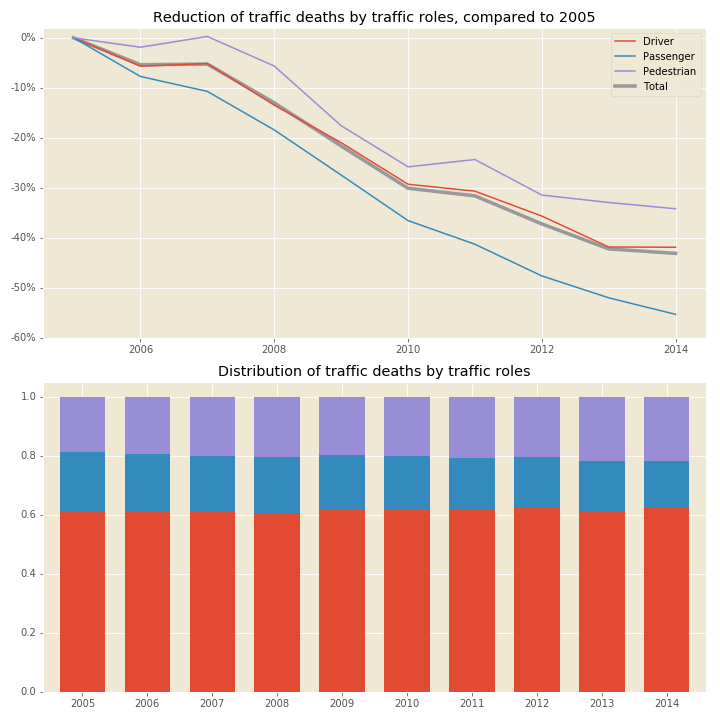 Reduction of traffic deaths by traffic roles, compared to 2005
0%
-10%
-20%
-30%
-40%
-50%
-60%
Driver
Passenger
Pedestrian
Total
2006 2008 2010 2012 2014
Distribution of traffic deaths by traffic roles
1.0
0.8
0.6
0.4
0.2
0.0
2005 2006 2007 2008 2009 2010 2011 2012 2013 2014